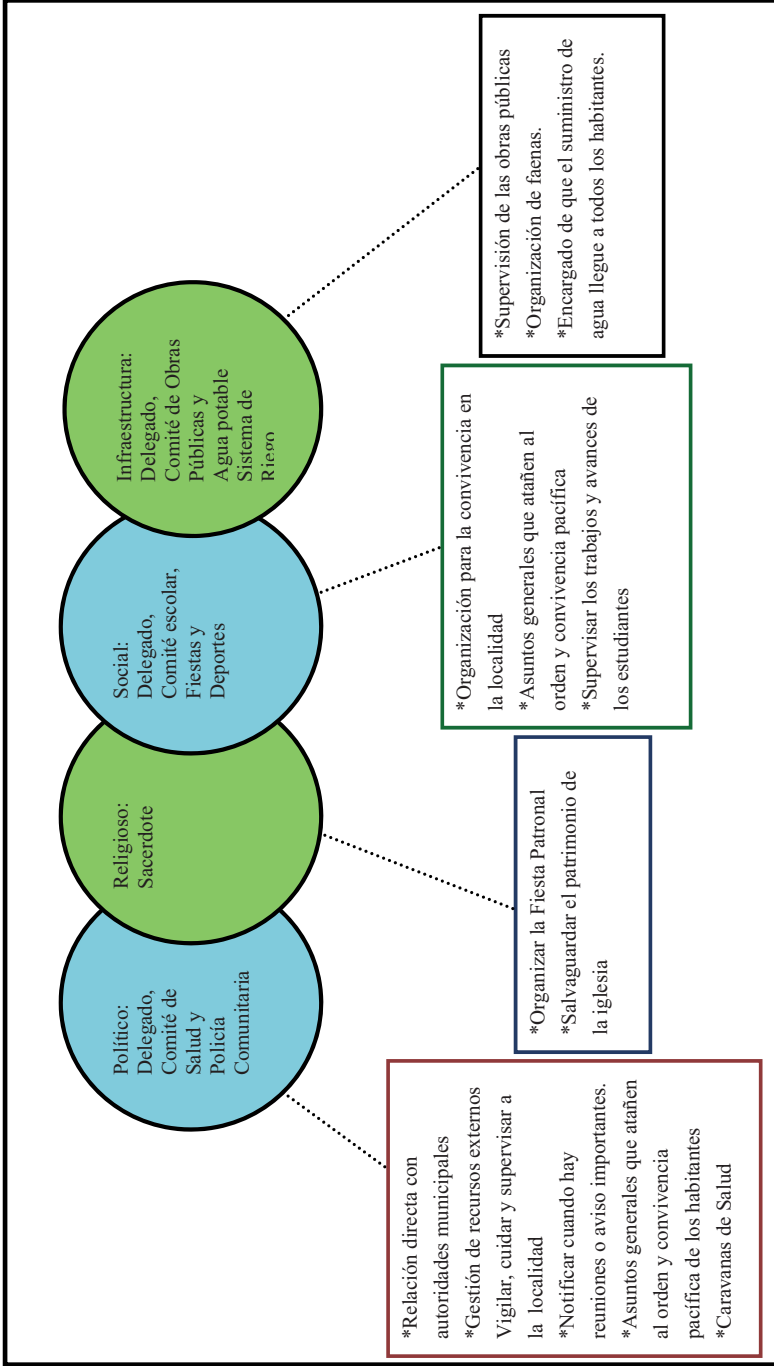 Político:
Delegado,
Comité de
Salud y
Policía
Comunitaria
Religioso:
Sacerdote
Social:
Delegado,
Comité escolar,
Fiestas y
Deportes
Infraestructura:
Delegado,
Comité de Obras
Públicas y
Agua potable
Sistema de
Riego
*Relación directa con
autoridades municipales
*Gestión de recursos externos
Vigilar, cuidar y supervisar a
la localidad
*Notificar cuando hay
reuniones o aviso importantes.
*Asuntos generales que atañen
al orden y convivencia
pacífica de los habitantes
*Caravanas de Salud
*Organizar la Fiesta Patronal
*Salvaguardar el patrimonio de
la iglesia
*Organización para la convivencia en
la localidad
*Asuntos generales que atañen al
orden y convivencia pacífica
*Supervisar los trabajos y avances de
los estudiantes
*Supervisión de las obras públicas
*Organización de faenas.
*Encargado de que el suministro de
agua llegue a todos los habitantes.